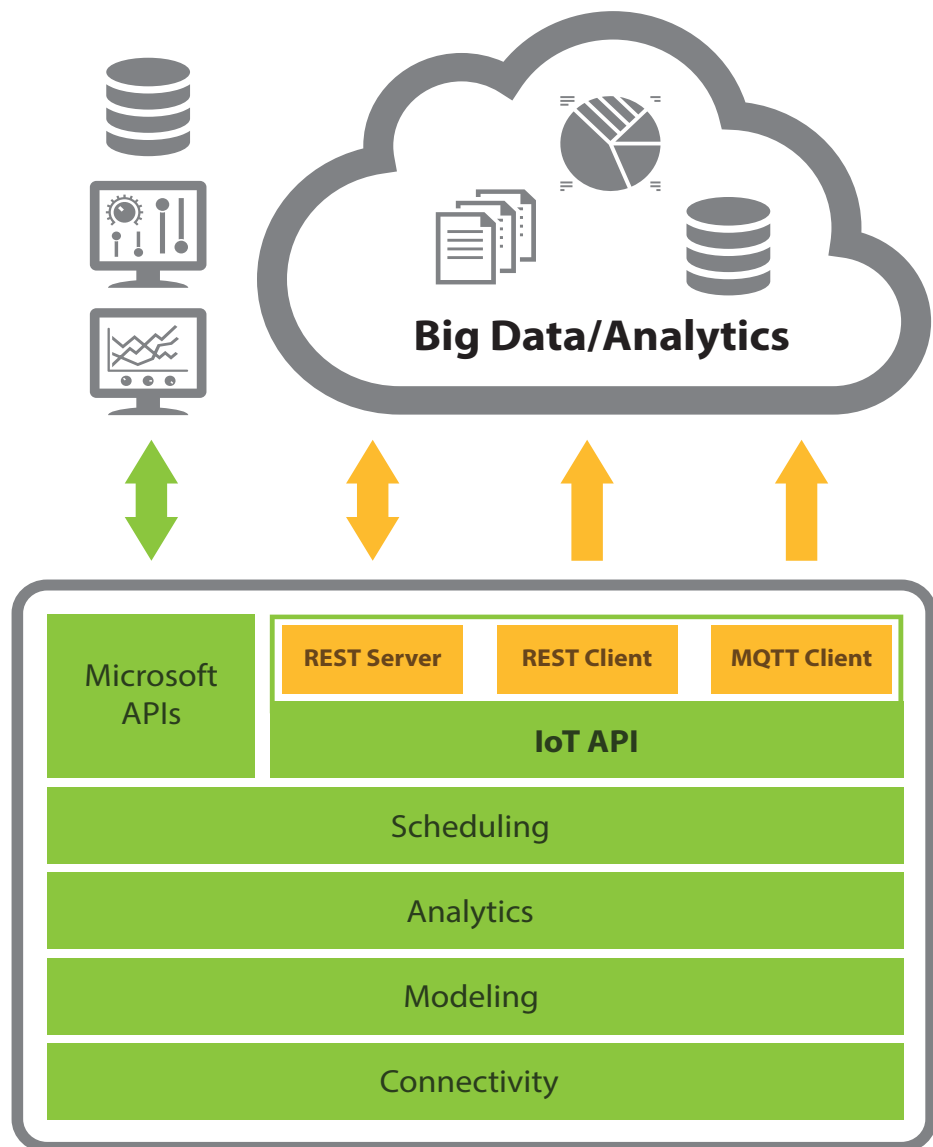 Big Data/Analytics
Microsoft
APIs
REST Server
REST Client
MQTT Client
IoT API
Scheduling
Analytics
Modeling
Connectivity